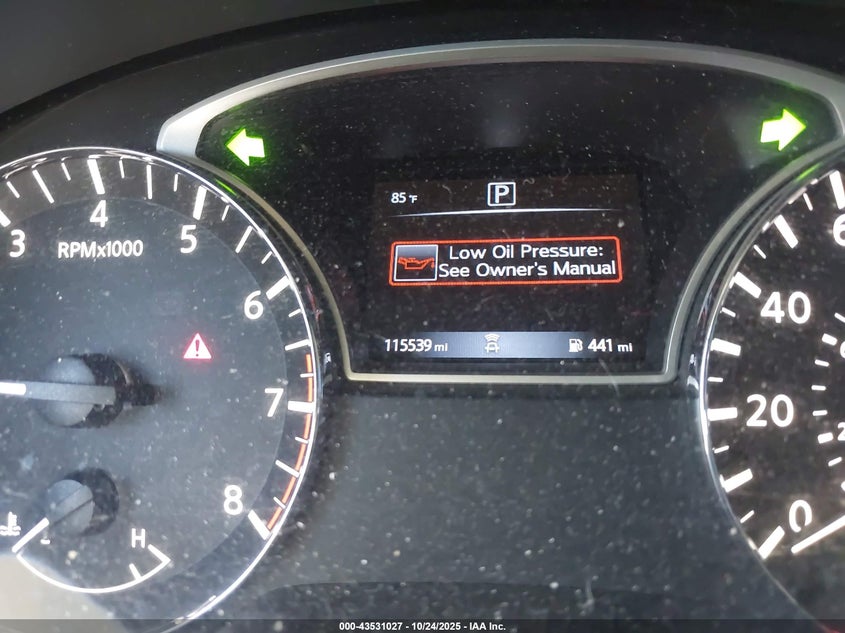 85°F P
Low Oil Pressure:
See Owner's Manual
115539 mi 441 mi
3 4 5 6 7 8
RPMx1000
H
40
20
0
000-43531027 - 10/24/2025 - IAA Inc.